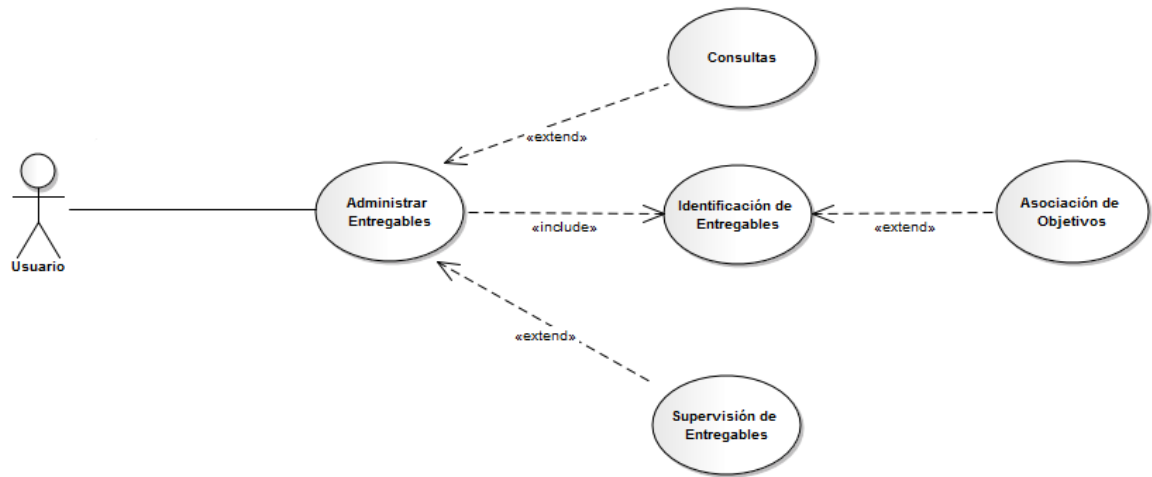 Consultas
«extend»
Administrar
Entregables
Identificación de
Entregables
Asociación de
Objetivos
«include»
«extend»
Usuario
«extend»
Supervisión de
Entregables